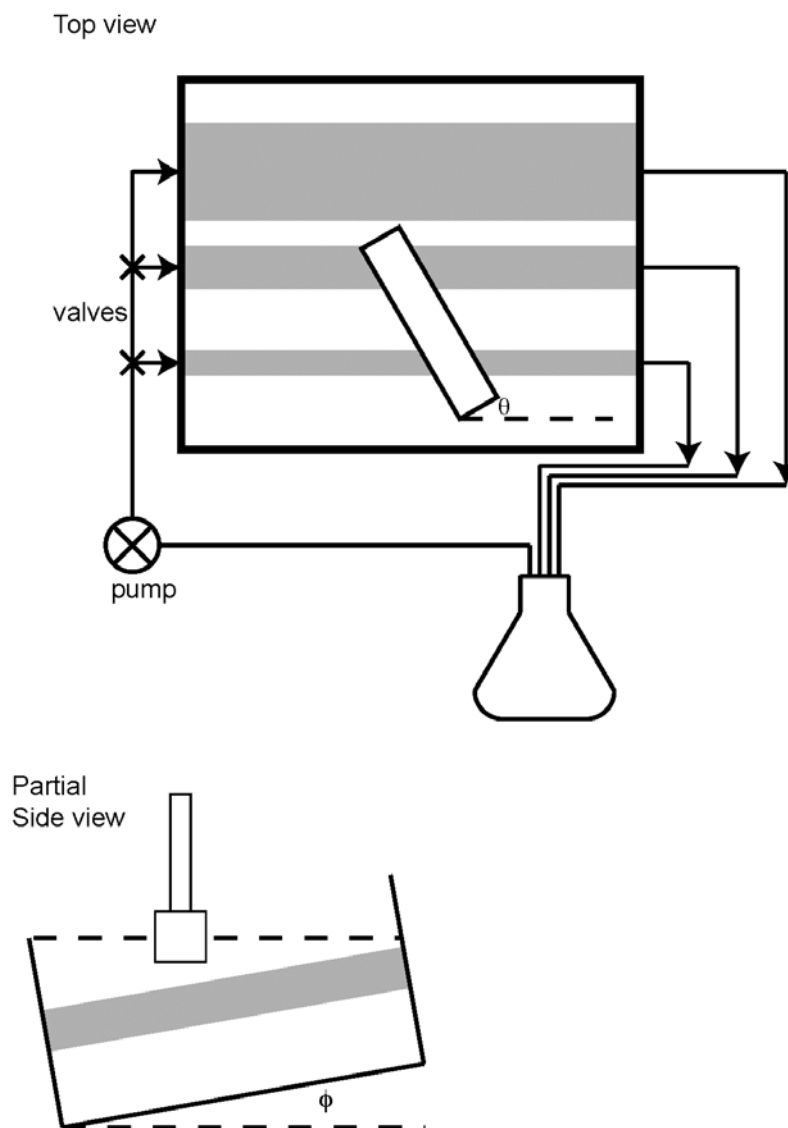 Top view
valves
θ
pump
Partial
Side view
ϕ